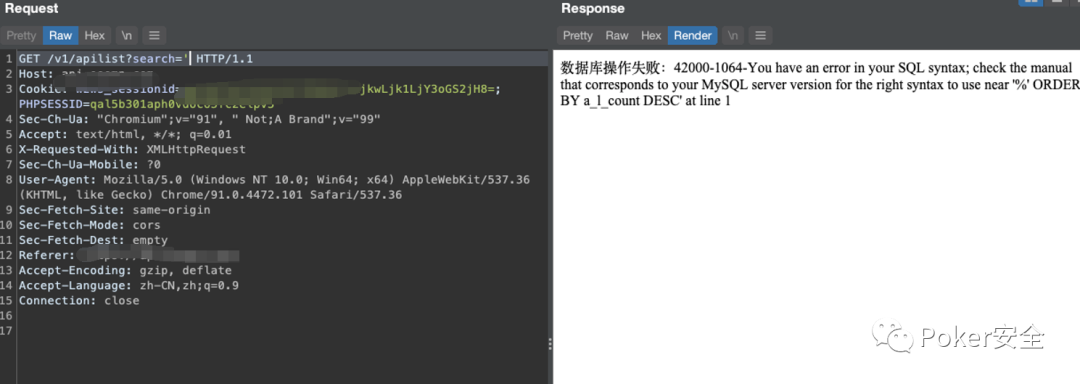 Request
Response
Pretty Raw Hex \n
Pretty Raw Hex Render \n
1 GET /v1/apilist?search=' HTTP/1.1
2 Host:
3 Cookie: jkwLjk1LjY3oGS2jH8=;
PHPSESSID=
4 Sec-Ch-Ua: "Chromium";v="91", " Not;A Brand";v="99"
5 Accept: text/html, */*; q=0.01
6 X-Requested-With: XMLHttpRequest
7 Sec-Ch-Ua-Mobile: ?0
8 User-Agent: Mozilla/5.0 (Windows NT 10.0; Win64; x64) AppleWebKit/537.36
(KHTML, like Gecko) Chrome/91.0.4472.101 Safari/537.36
9 Sec-Fetch-Site: same-origin
10 Sec-Fetch-Mode: cors
11 Sec-Fetch-Dest: empty
12 Referer:
13 Accept-Encoding: gzip, deflate
14 Accept-Language: zh-CN,zh;q=0.9
15 Connection: close
16
17
数据库操作失败：42000-1064-You have an error in your SQL syntax; check the manual
that corresponds to your MySQL server version for the right syntax to use near '%' ORDER
BY a_l_count DESC' at line 1
Poker安全